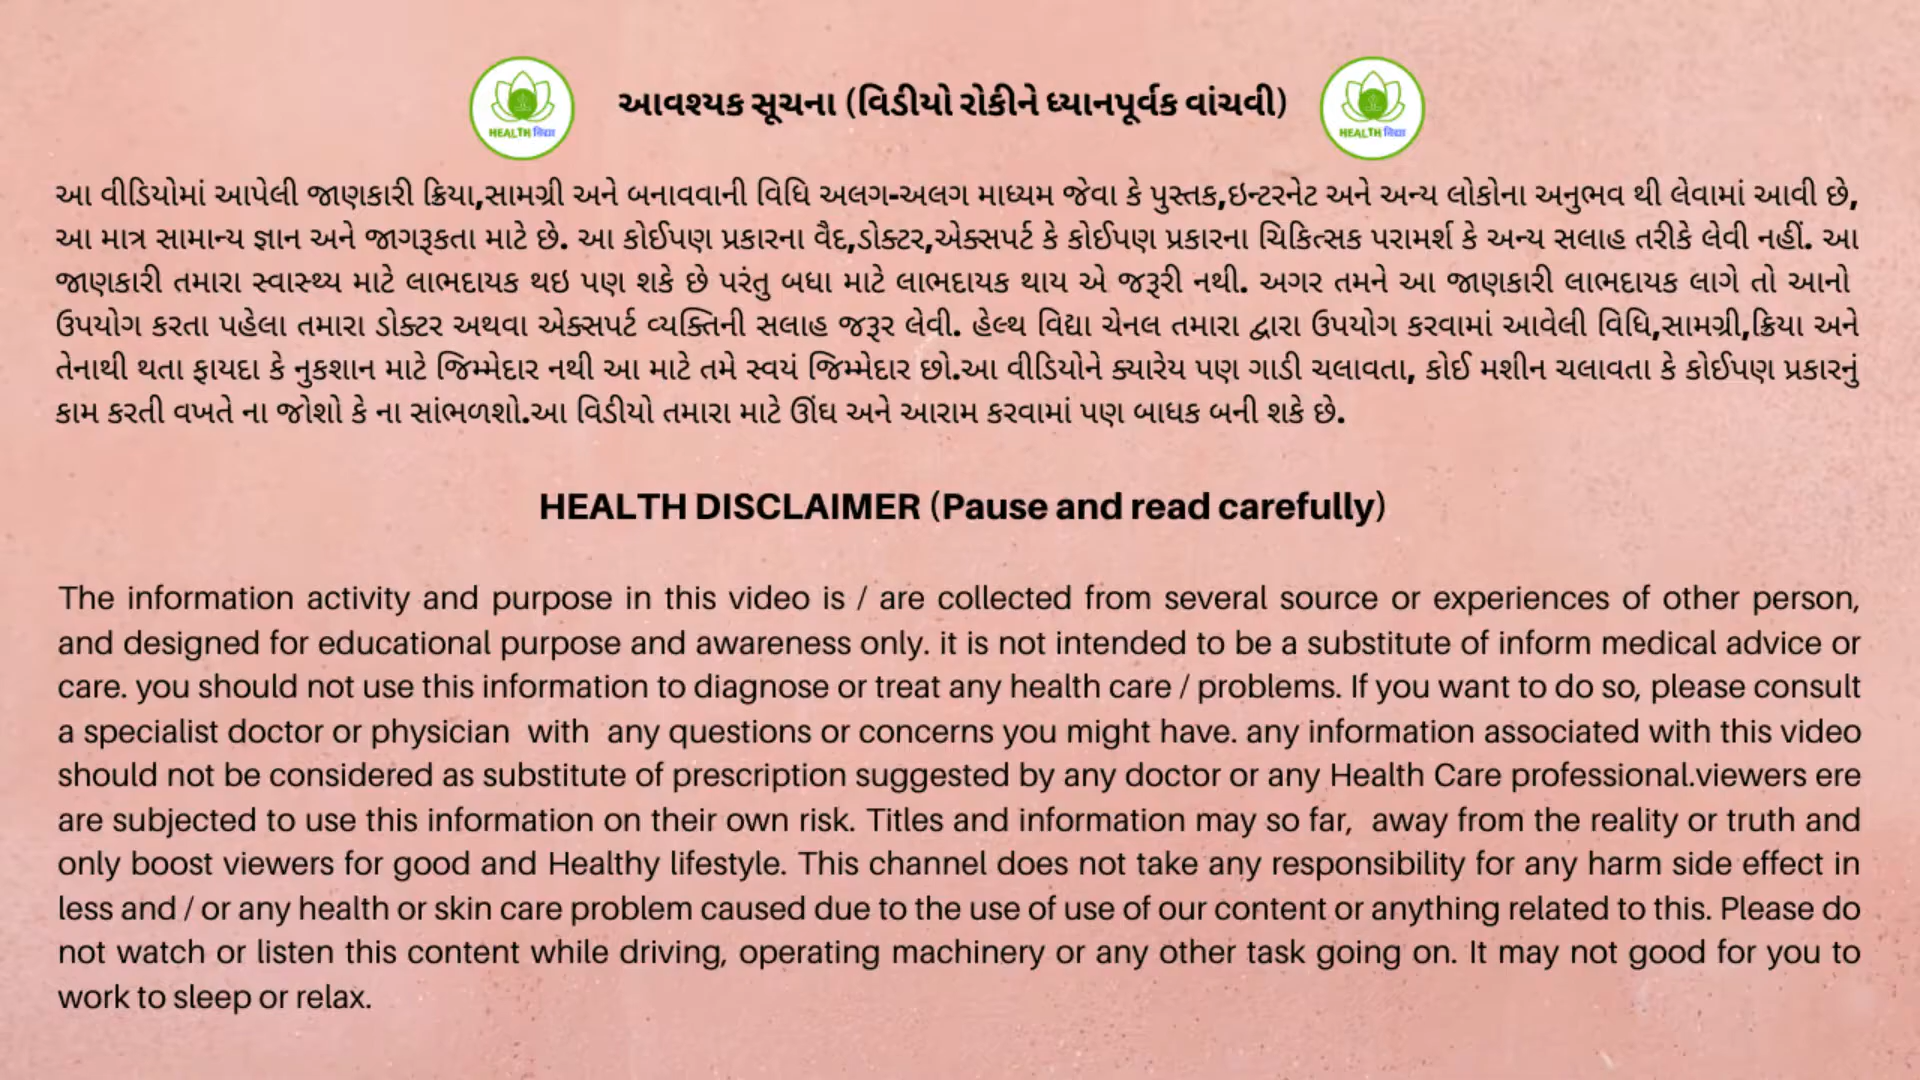 HEALTH विद्या
આવશ્યક સૂચના (વિડીયો રોકીને ધ્યાનપૂર્વક વાંચવી)
HEALTH विद्या
આ વીડિયોમાં આપેલી જાણકારી ક્રિયા,સામગ્રી અને બનાવવાની વિધિ અલગ-અલગ માધ્યમ જેવા કે પુસ્તક,ઇન્ટરનેટ અને અન્ય લોકોના અનુભવ થી લેવામાં આવી છે,
આ માત્ર સામાન્ય જ્ઞાન અને જાગરૂકતા માટે છે. આ કોઈપણ પ્રકારના વૈદ,ડોક્ટર,એક્સપર્ટ કે કોઈપણ પ્રકારના ચિકિત્સક પરામર્શ કે અન્ય સલાહ તરીકે લેવી નહીં. આ
જાણકારી તમારા સ્વાસ્થ્ય માટે લાભદાયક થઇ પણ શકે છે પરંતુ બધા માટે લાભદાયક થાય એ જરૂરી નથી. અગર તમને આ જાણકારી લાભદાયક લાગે તો આનો
ઉપયોગ કરતા પહેલા તમારા ડોક્ટર અથવા એક્સપર્ટ વ્યક્તિની સલાહ જરૂર લેવી. હેલ્થ વિદ્યા ચેનલ તમારા દ્વારા ઉપયોગ કરવામાં આવેલી વિધિ,સામગ્રી,ક્રિયા અને
તેનાથી થતા ફાયદા કે નુકશાન માટે જિમ્મેદાર નથી આ માટે તમે સ્વયં જિમ્મેદાર છો.આ વીડિયોને ક્યારેય પણ ગાડી ચલાવતા, કોઈ મશીન ચલાવતા કે કોઈપણ પ્રકારનું
કામ કરતી વખતે ના જોશો કે ના સાંભળશો.આ વિડીયો તમારા માટે ઊંઘ અને આરામ કરવામાં પણ બાધક બની શકે છે.
HEALTH DISCLAIMER (Pause and read carefully)
The information activity and purpose in this video is / are collected from several source or experiences of other person,
and designed for educational purpose and awareness only. it is not intended to be a substitute of inform medical advice or
care. you should not use this information to diagnose or treat any health care / problems. If you want to do so, please consult
a specialist doctor or physician with any questions or concerns you might have. any information associated with this video
should not be considered as substitute of prescription suggested by any doctor or any Health Care professional.viewers ere
are subjected to use this information on their own risk. Titles and information may so far, away from the reality or truth and
only boost viewers for good and Healthy lifestyle. This channel does not take any responsibility for any harm side effect in
less and / or any health or skin care problem caused due to the use of use of our content or anything related to this. Please do
not watch or listen this content while driving, operating machinery or any other task going on. It may not good for you to
work to sleep or relax.